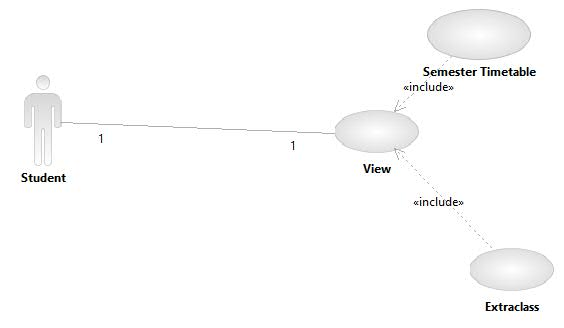 Semester Timetable
«include»
1
1
View
Student
«include»
Extraclass